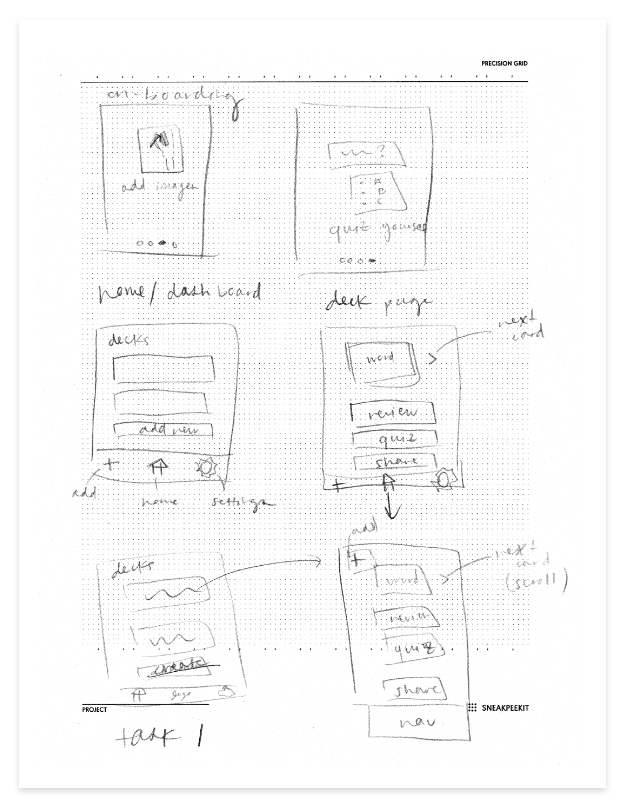 PRECISION GRID
on-boarding
add images
?
A
B
C
quiz yourself
home/dashboard
deck page
decks
add new
+
add
home
settings
next
card
word
>
review
quiz
share
+
decks
create
task 1
add
+
word
>
next
card
(scroll)
review
quiz
share
nav
PROJECT
SNEAKPEEKIT